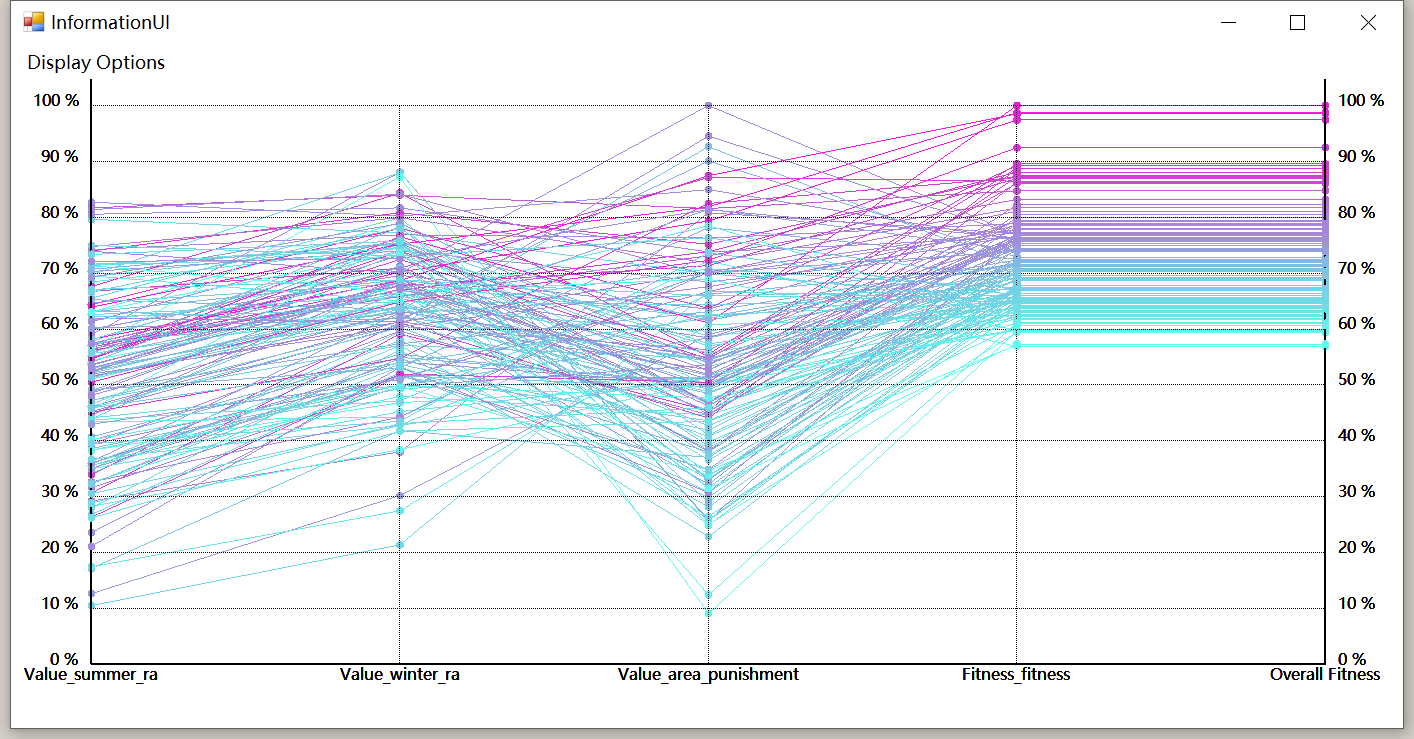 InformationUI
Display Options
100 % 100 %
90 % 90 %
80 % 80 %
70 % 70 %
60 % 60 %
50 % 50 %
40 % 40 %
30 % 30 %
20 % 20 %
10 % 10 %
0 % 0 %
Value_summer_ra Value_winter_ra Value_area_punishment Fitness_fitness Overall Fitness